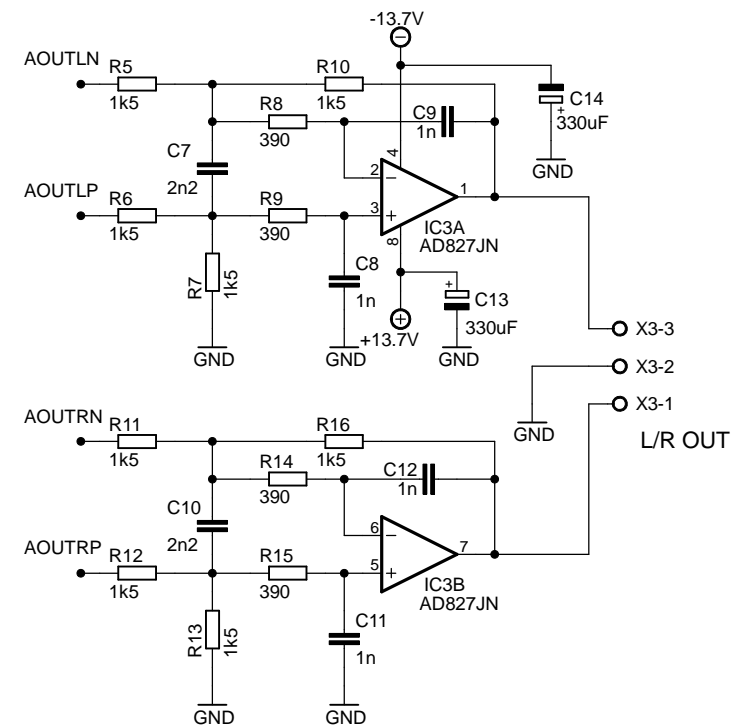 -13.7V
AOUTLN
R5
1k5
R10
1k5
R8
390
C9
1n
C14
+
330uF
GND
C7
2n2
4
2
−
1
AOUTLP
R6
1k5
R9
390
3
+
8
IC3A
AD827JN
R7
1k5
C8
1n
+
C13
330uF
+13.7V
GND
GND
GND
X3-3
X3-2
X3-1
GND
L/R OUT
AOUTRN
R11
1k5
R16
1k5
R14
390
C12
1n
C10
2n2
6
−
7
AOUTRP
R12
1k5
R15
390
5
+
IC3B
AD827JN
R13
1k5
C11
1n
GND
GND